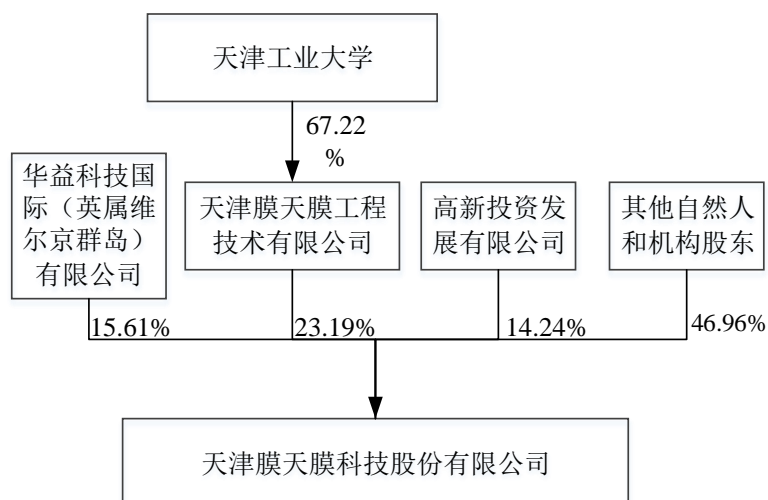 天津工业大学
67.22
%
华益科技国
际（英属维
尔京群岛）
有限公司
天津膜天膜工程
技术有限公司
高新投资发
展有限公司
其他自然人
和机构股东
15.61%
23.19%
14.24%
46.96%
天津膜天膜科技股份有限公司